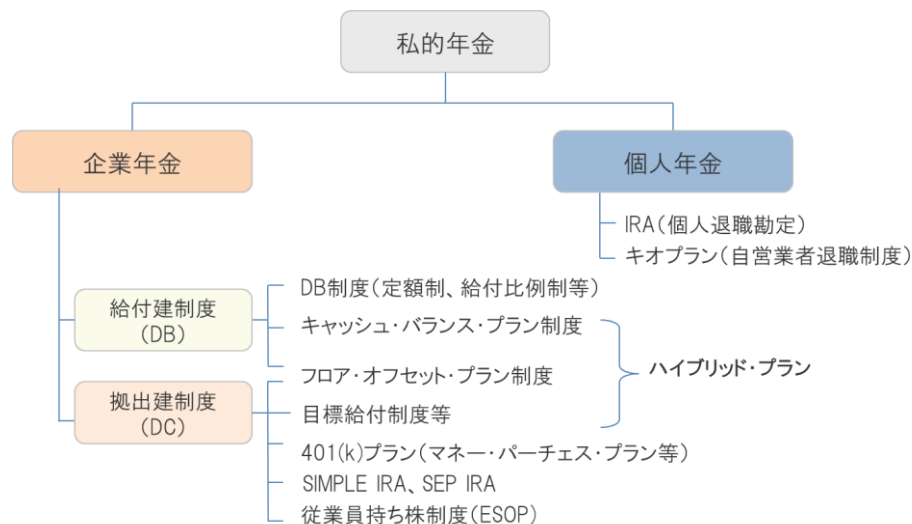 私的年金
企業年金
個人年金
IRA(個人退職勘定)
キオプラン(自営業者退職制度)
給付建制度
(DB)
DB制度(定額制、給付比例制等)
キャッシュ・バランス・プラン制度
フロア・オフセット・プラン制度
ハイブリッド・プラン
拠出建制度
(DC)
目標給付制度等
401(k)プラン(マネー・パーチェス・プラン等)
SIMPLE IRA、SEP IRA
従業員持ち株制度(ESOP)